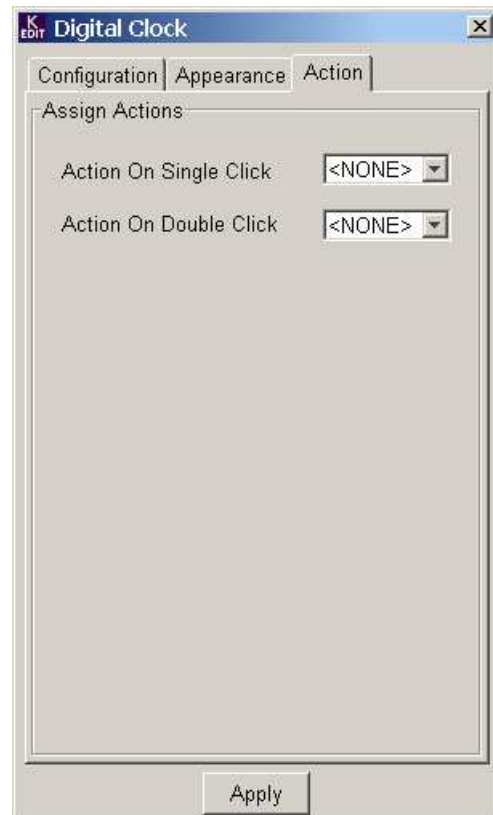 K EDIT Digital Clock
Configuration Appearance Action
Assign Actions
Action On Single Click <NONE>
Action On Double Click <NONE>
Apply